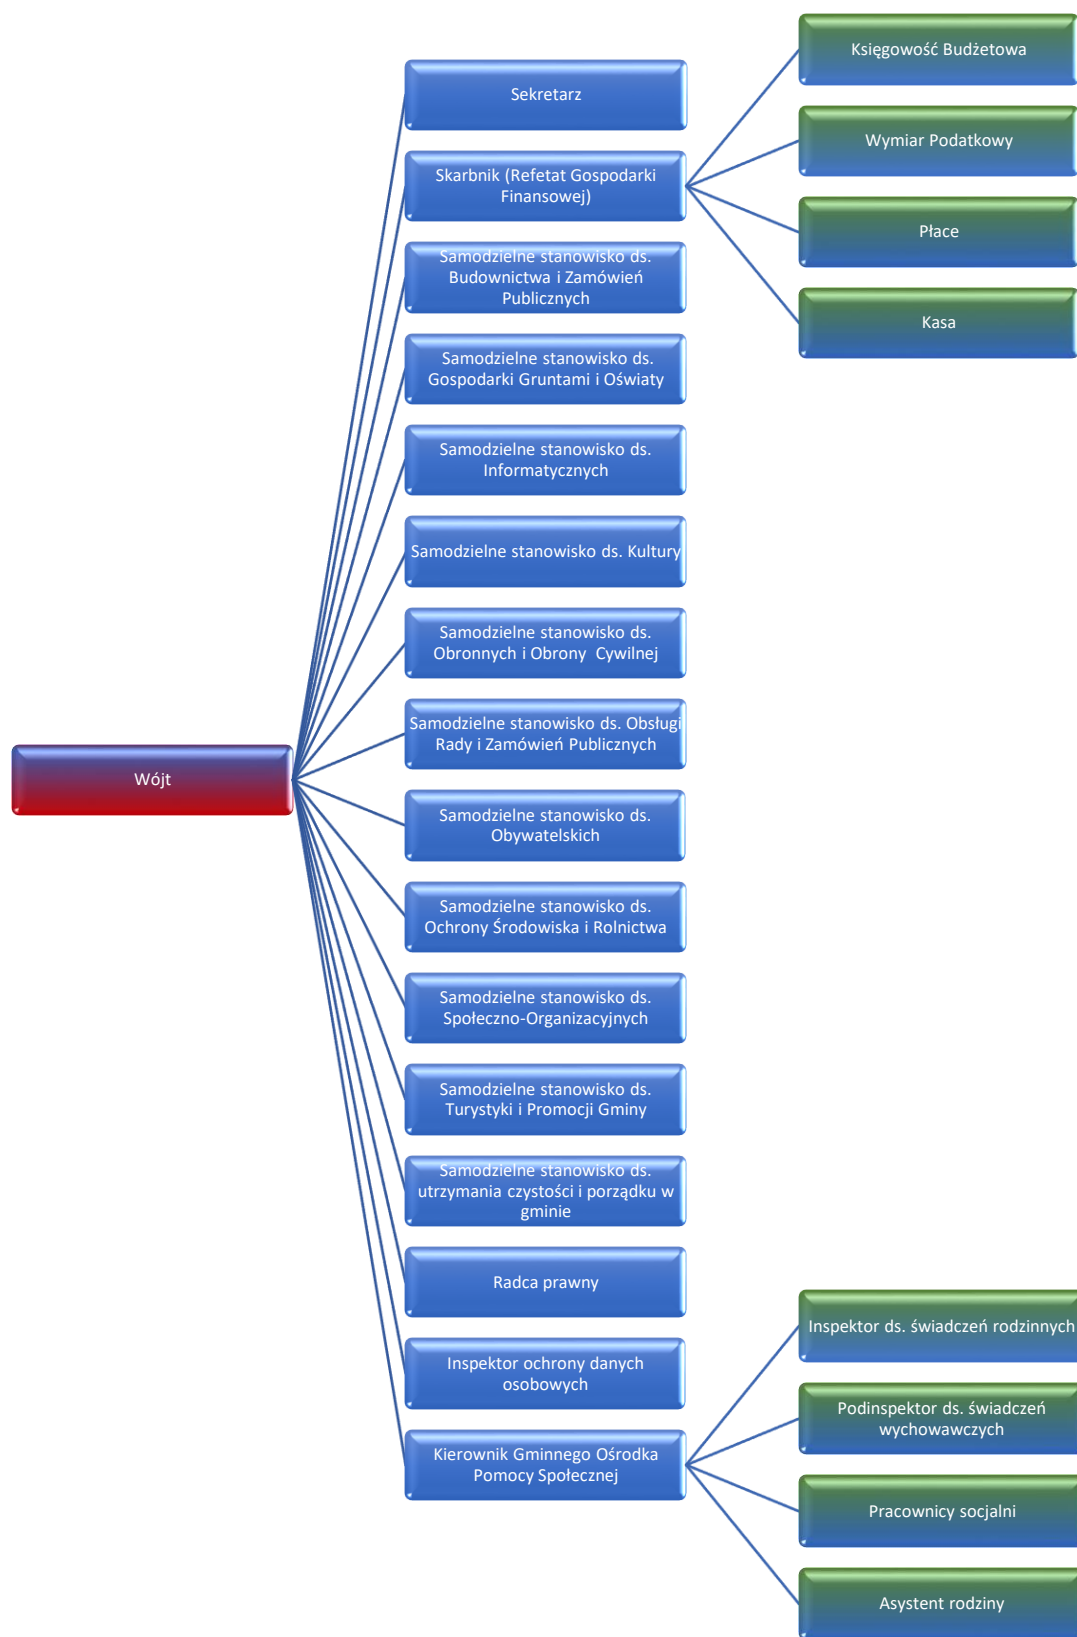 Wójt
Sekretarz
Skarbnik (Refetat Gospodarki
Finansowej)
Księgowość Budżetowa
Wymiar Podatkowy
Płace
Kasa
Samodzielne stanowisko ds.
Budownictwa i Zamówień
Publicznych
Samodzielne stanowisko ds.
Gospodarki Gruntami i Oświaty
Samodzielne stanowisko ds.
Informatycznych
Samodzielne stanowisko ds. Kultury
Samodzielne stanowisko ds.
Obronnych i Obrony  Cywilnej
Samodzielne stanowisko ds. Obsługi
Rady i Zamówień Publicznych
Samodzielne stanowisko ds.
Obywatelskich
Samodzielne stanowisko ds.
Ochrony Środowiska i Rolnictwa
Samodzielne stanowisko ds.
Społeczno-Organizacyjnych
Samodzielne stanowisko ds.
Turystyki i Promocji Gminy
Samodzielne stanowisko ds.
utrzymania czystości i porządku w
gminie
Radca prawny
Inspektor ochrony danych
osobowych
Kierownik Gminnego Ośrodka
Pomocy Społecznej
Inspektor ds. świadczeń rodzinnych
Podinspektor ds. świadczeń
wychowawczych
Pracownicy socjalni
Asystent rodziny